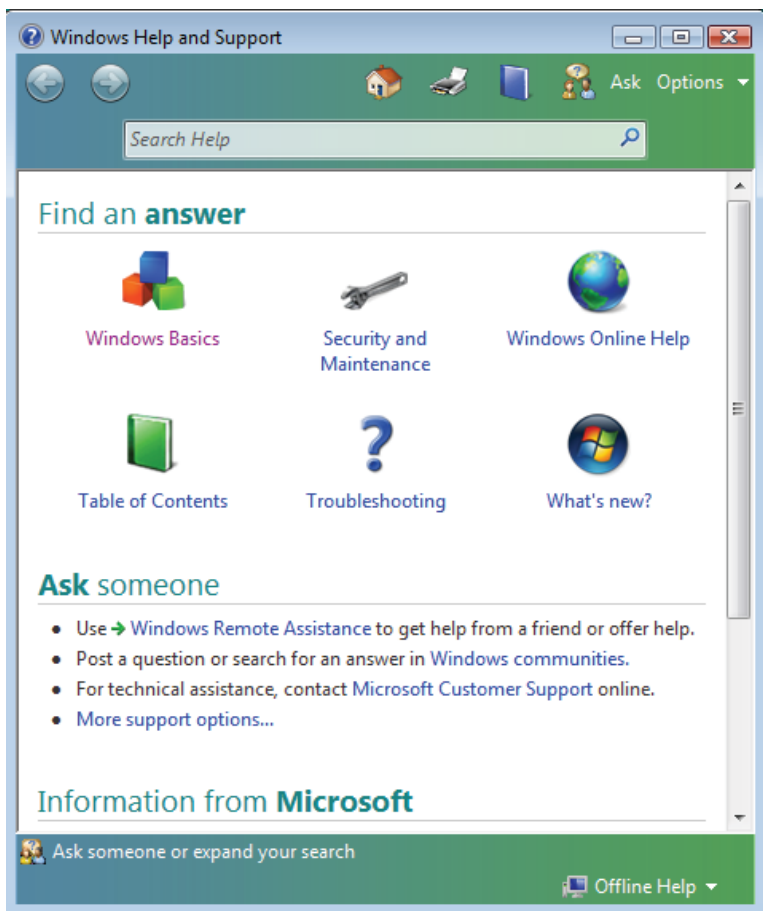 Windows Help and Support
Ask Options
Search Help
Find an answer
Windows Basics
Security and
Maintenance
Windows Online Help
Table of Contents
Troubleshooting
What's new?
Ask someone
Use Windows Remote Assistance to get help from a friend or offer help.
Post a question or search for an answer in Windows communities.
For technical assistance, contact Microsoft Customer Support online.
More support options...
Information from Microsoft
Ask someone or expand your search
Offline Help